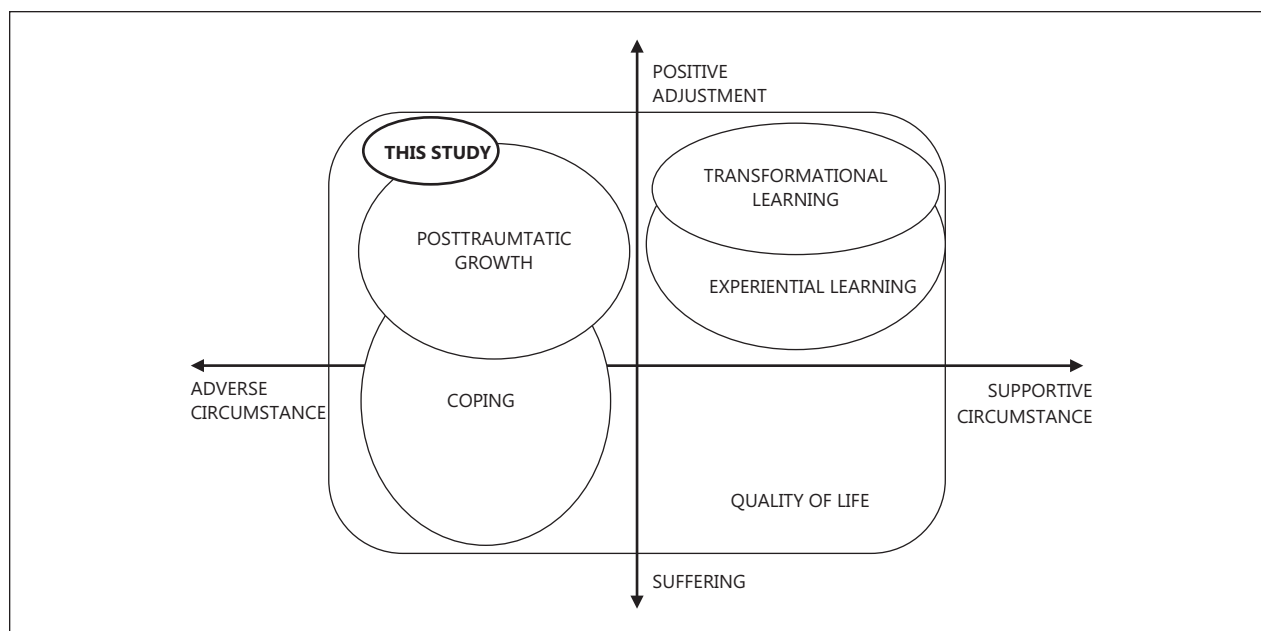 POSITIVE
ADJUSTMENT
THIS STUDY
TRANSFORMATIONAL
LEARNING
POSTTRAUMTATIC
GROWTH
EXPERIENTIAL LEARNING
ADVERSE
CIRCUMSTANCE
COPING
SUPPORTIVE
CIRCUMSTANCE
QUALITY OF LIFE
SUFFERING